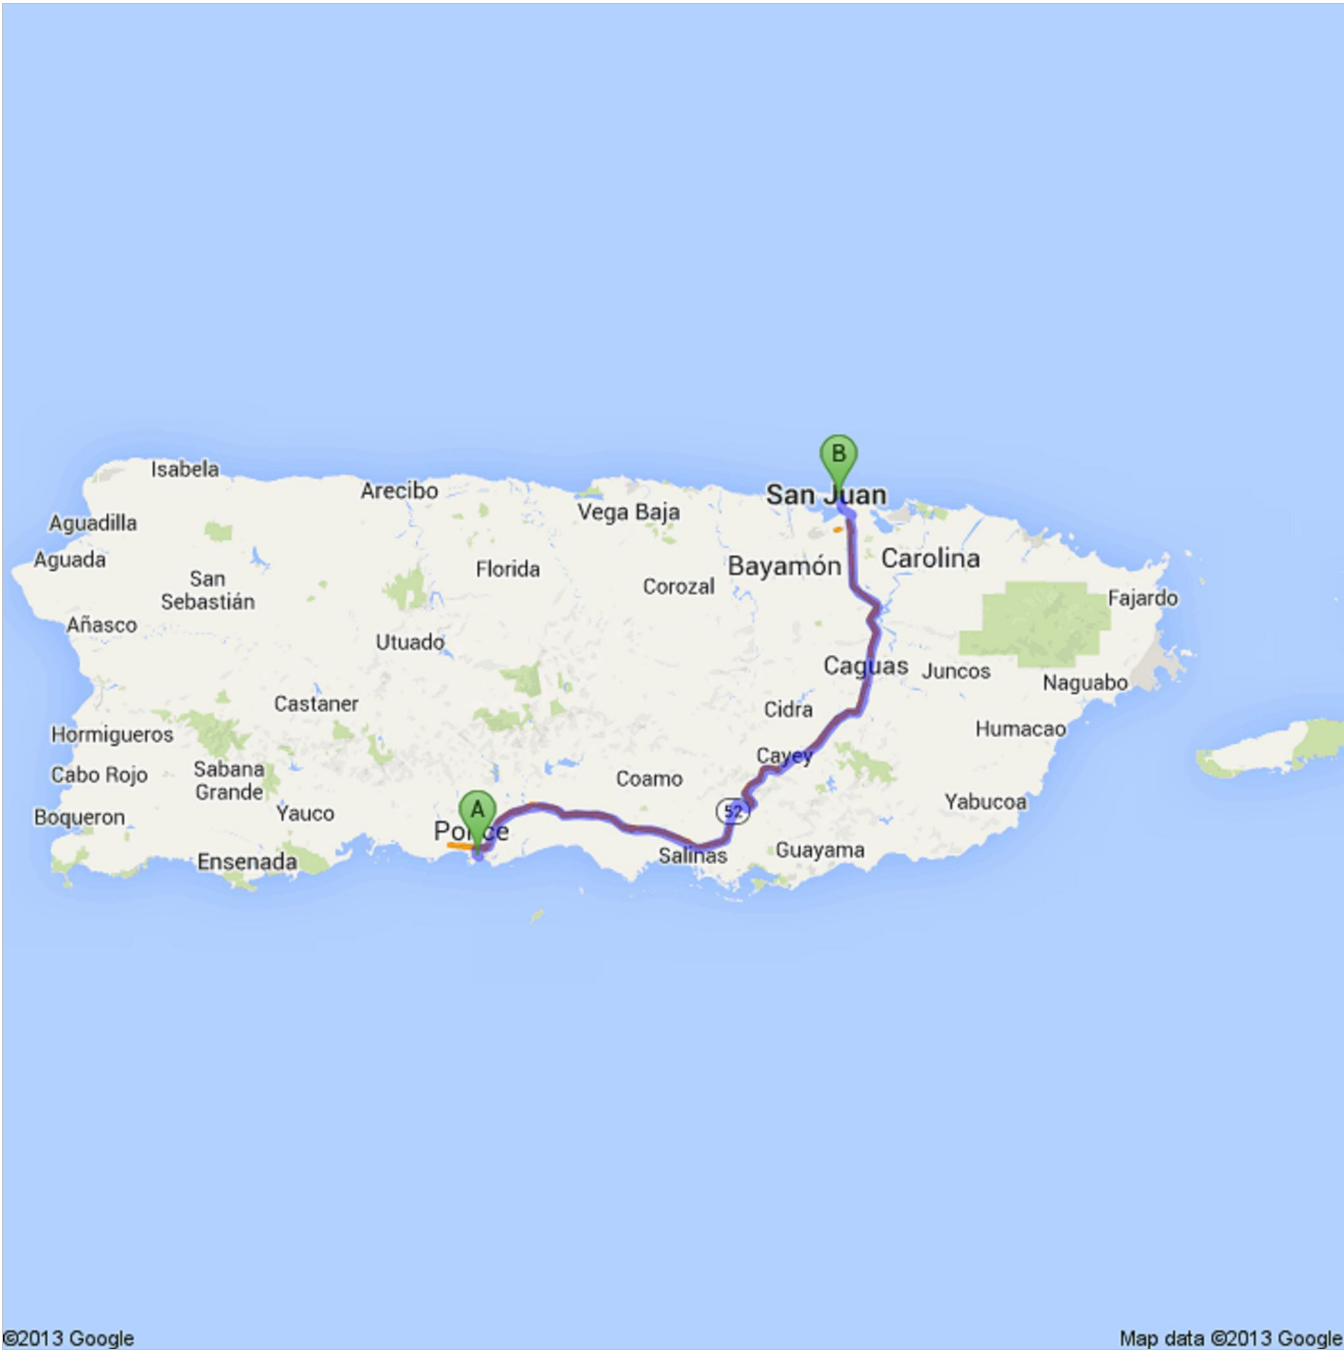 B
San Juan
Isabela
Arecibo
Vega Baja
Aguadilla
Aguada
Florida
Bayamón
Carolina
San
Sebastián
Corozal
Fajardo
Añasco
Utuado
Caguas
Juncos
Naguabo
Castaner
Cidra
Humacao
Hormigueros
Cayey
Cabo Rojo
Sabana
Grande
Coamo
Yabucoa
Boqueron
Yauco
A
52
Ponce
Ensenada
Salinas
Guayama
©2013 Google
Map data ©2013 Google